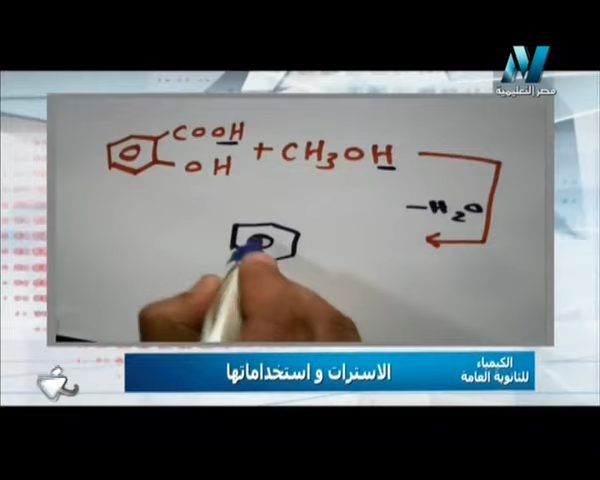 مصر التعليمية
COOH
OH
+ CH₃OH
−H₂O
الكيمياء
للثانوية العامة
الاسترات و استخداماتها